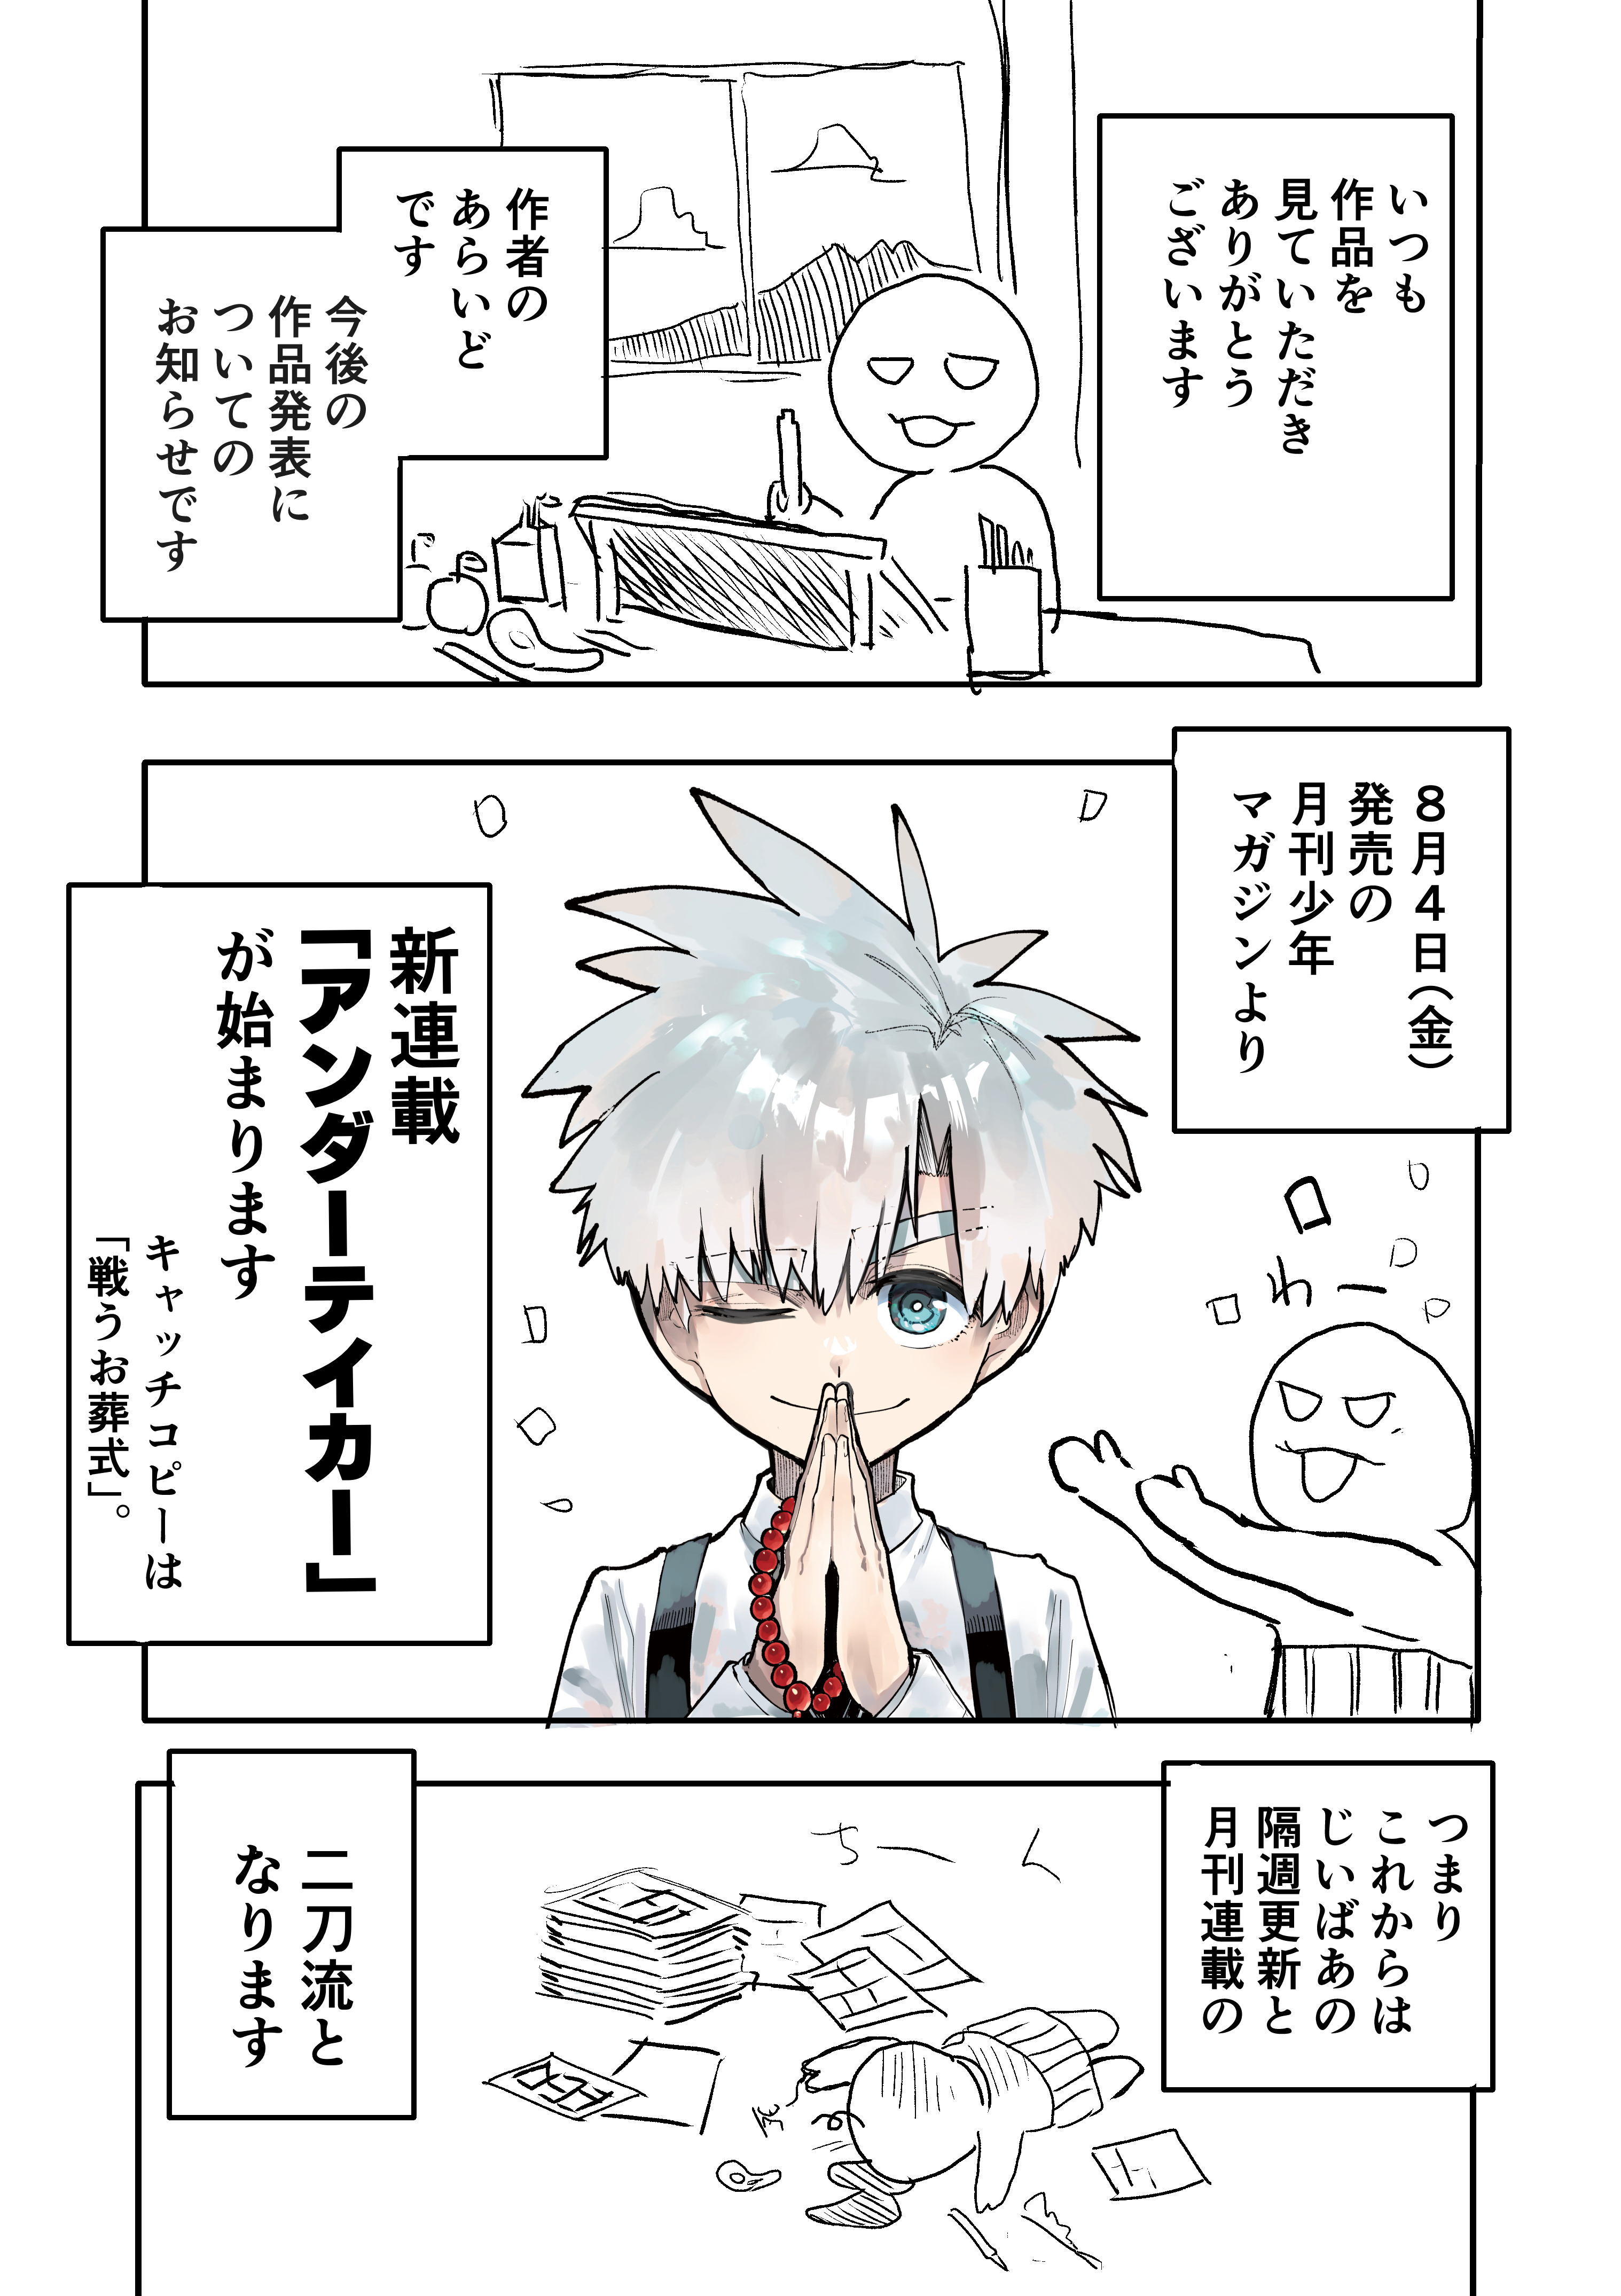 いつも
作品を
見ていただき
ありがとう
ございます
作者の
あらいど
です
今後の
作品発表に
ついての
お知らせです
8月4日(金)
発売の
月刊少年
マガジンより
わー
新連載
「アンダーテイカー」
が始まります
キャッチコピーは
「戦うお葬式」。
つまり
これからは
じいばあの
隔週更新と
月刊連載の
ちーん
死
二刀流と
なります